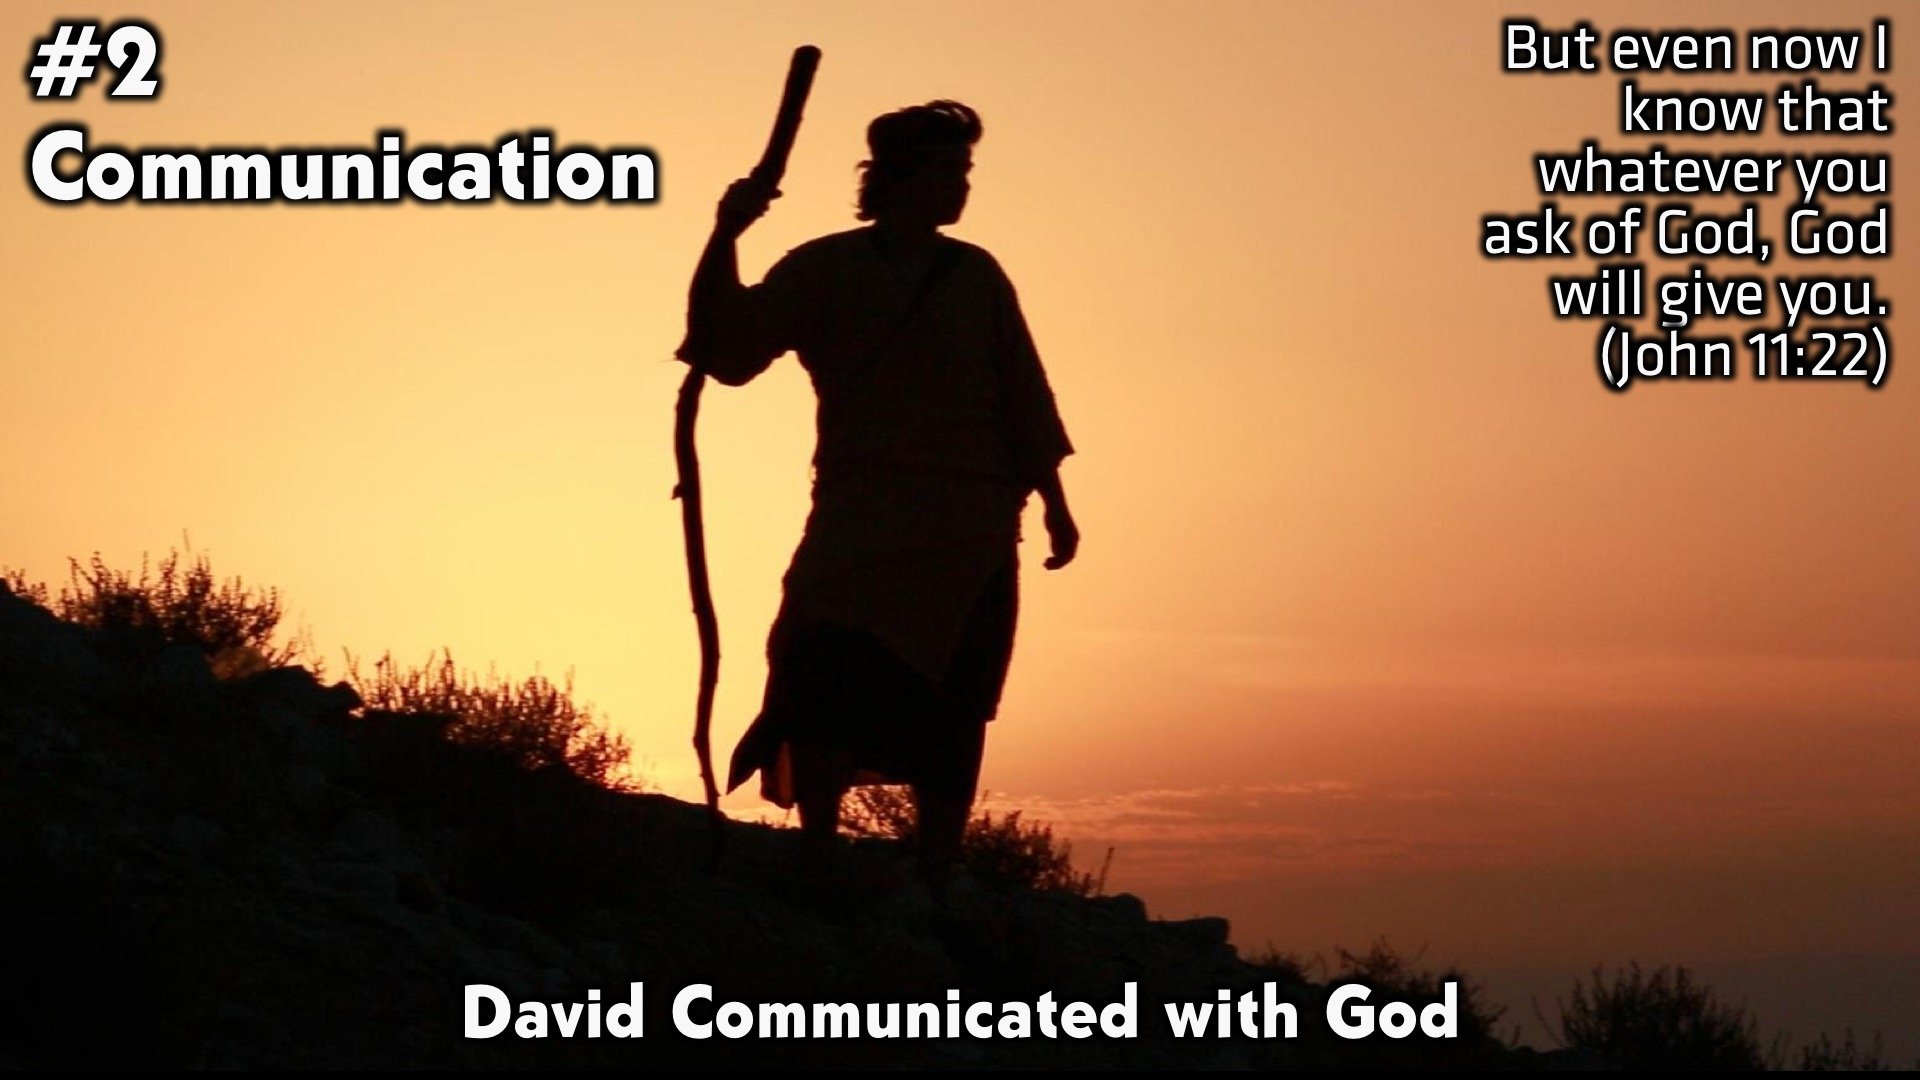 #2
Communication
But even now I
know that
whatever you
ask of God, God
will give you.
(John 11:22)
David Communicated with God